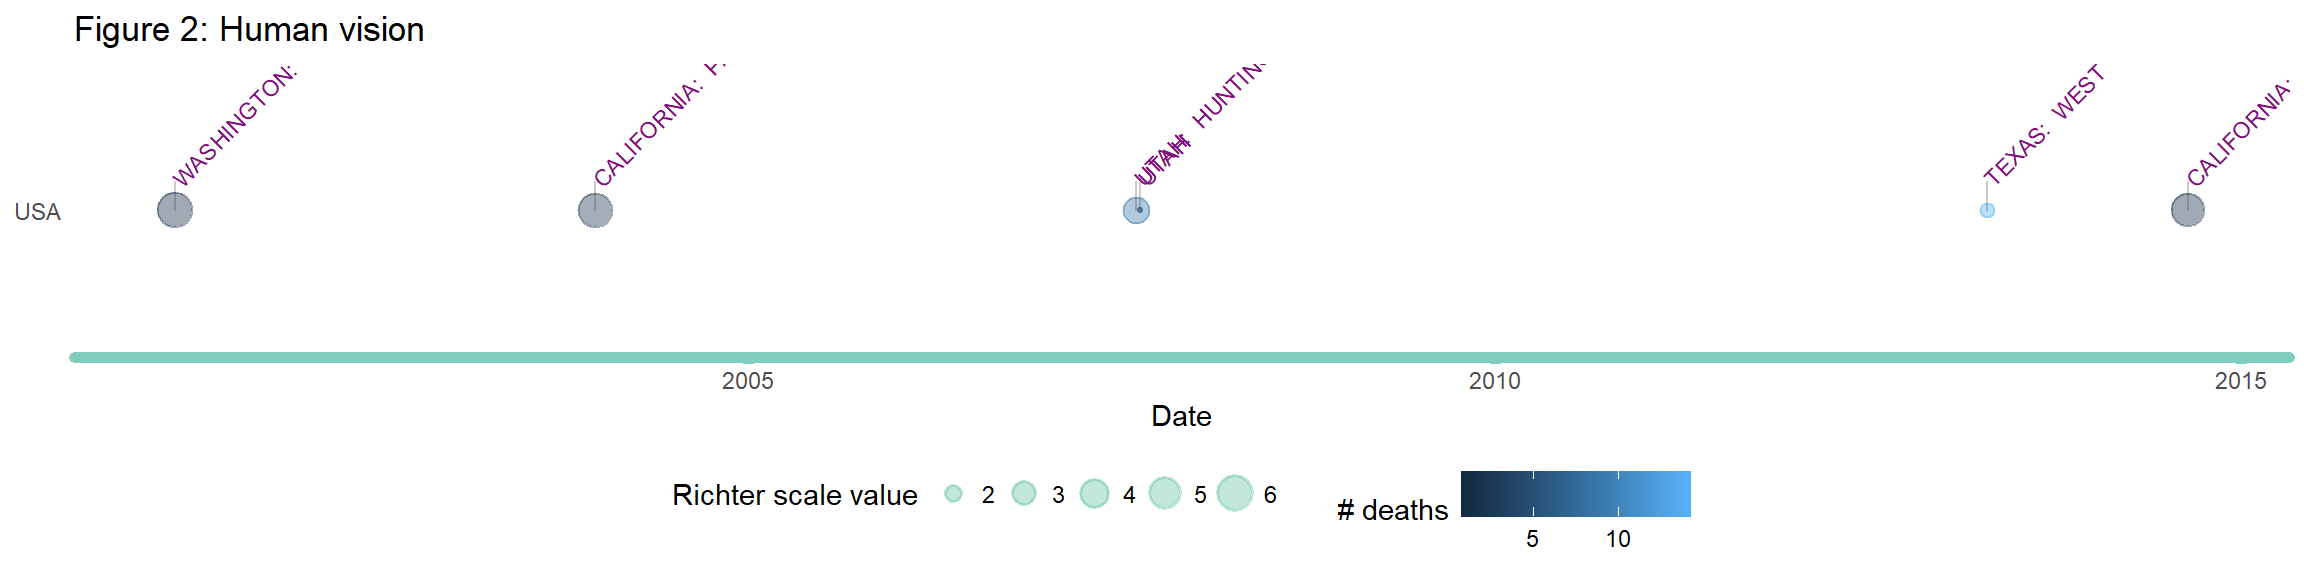 Figure 2: Human vision
WASHINGTON:
CALIFORNIA:
UTAH
UTAH HUNTIN
TEXAS: WEST
CALIFORNIA:
USA
2005
2010
2015
Date
Richter scale value 2 3 4 5 6
# deaths
5 10